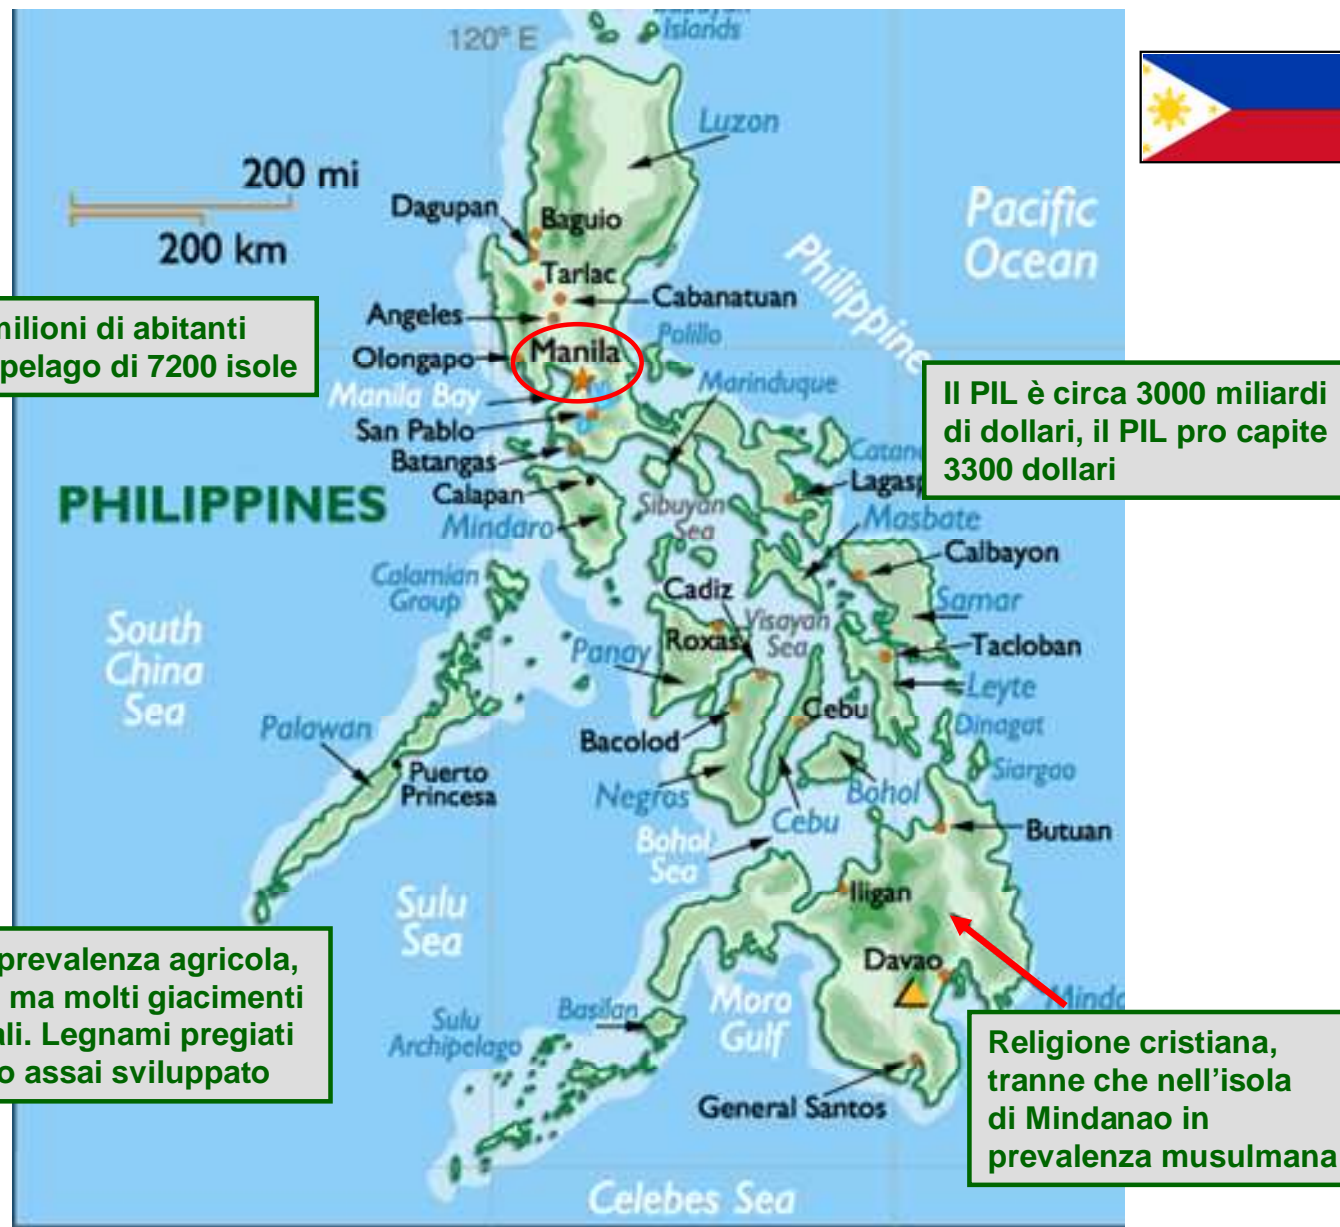 Islands
120° E
Luzon
200 mi
200 km
Dagupan
Baguio
Pacific
Ocean
Tarlac
Philippine
Cabanatuan
milioni di abitanti
pelago di 7200 isole
Angeles
Polillo
Olongapo
Manila
Manila Bay
Marinduque
Il PIL è circa 3000 miliardi
di dollari, il PIL pro capite
3300 dollari
San Pablo
Batangas
Catan
PHILIPPINES
Calapan
Lagasp
Sibuyan
Sea
Mindaro
Masbate
Calbayon
Calamian
Group
Cadiz
Samar
South
China
Sea
Roxas
Visayan
Sea
Panay
Tacloban
Leyte
Palawan
Cebu
Dinagat
Bacolod
Puerto
Princesa
Siargao
Negros
Bohol
Cebu
Butuan
Bohol
Sea
Iligan
Sulu
Sea
prevalenza agricola,
ma molti giacimenti
ali. Legnami pregiati
o assai sviluppato
Davao
Moro
Gulf
Minda
Basilan
Sulu
Archipelago
Religione cristiana,
tranne che nell’isola
di Mindanao in
prevalenza musulmana
General Santos
Celebes Sea